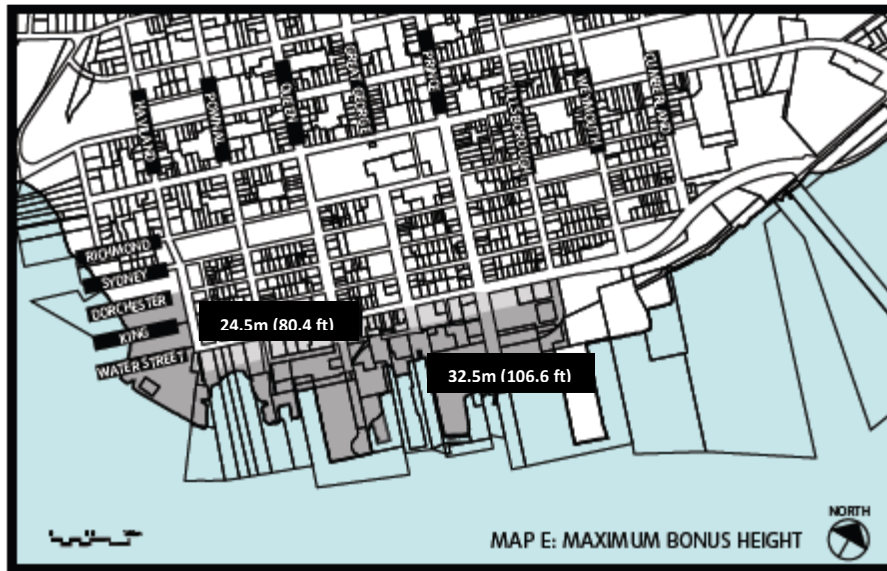 HAVILAND
POWNAL
QUEEN
GREAT GEORGE
PRINCE
HILLSBOROUGH
WEYMOUTH
CUMBERLAND
RICHMOND
SYDNEY
DORCHESTER
KING
WATER STREET
24.5m (80.4 ft)
32.5m (106.6 ft)
MAP E: MAXIMUM BONUS HEIGHT
NORTH